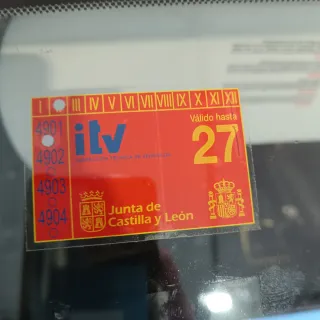 I III IV V VI VII VIII IX X XI XII
4901
4902
4903
4904
itv
Válido hasta
27
Junta de
Castilla y León